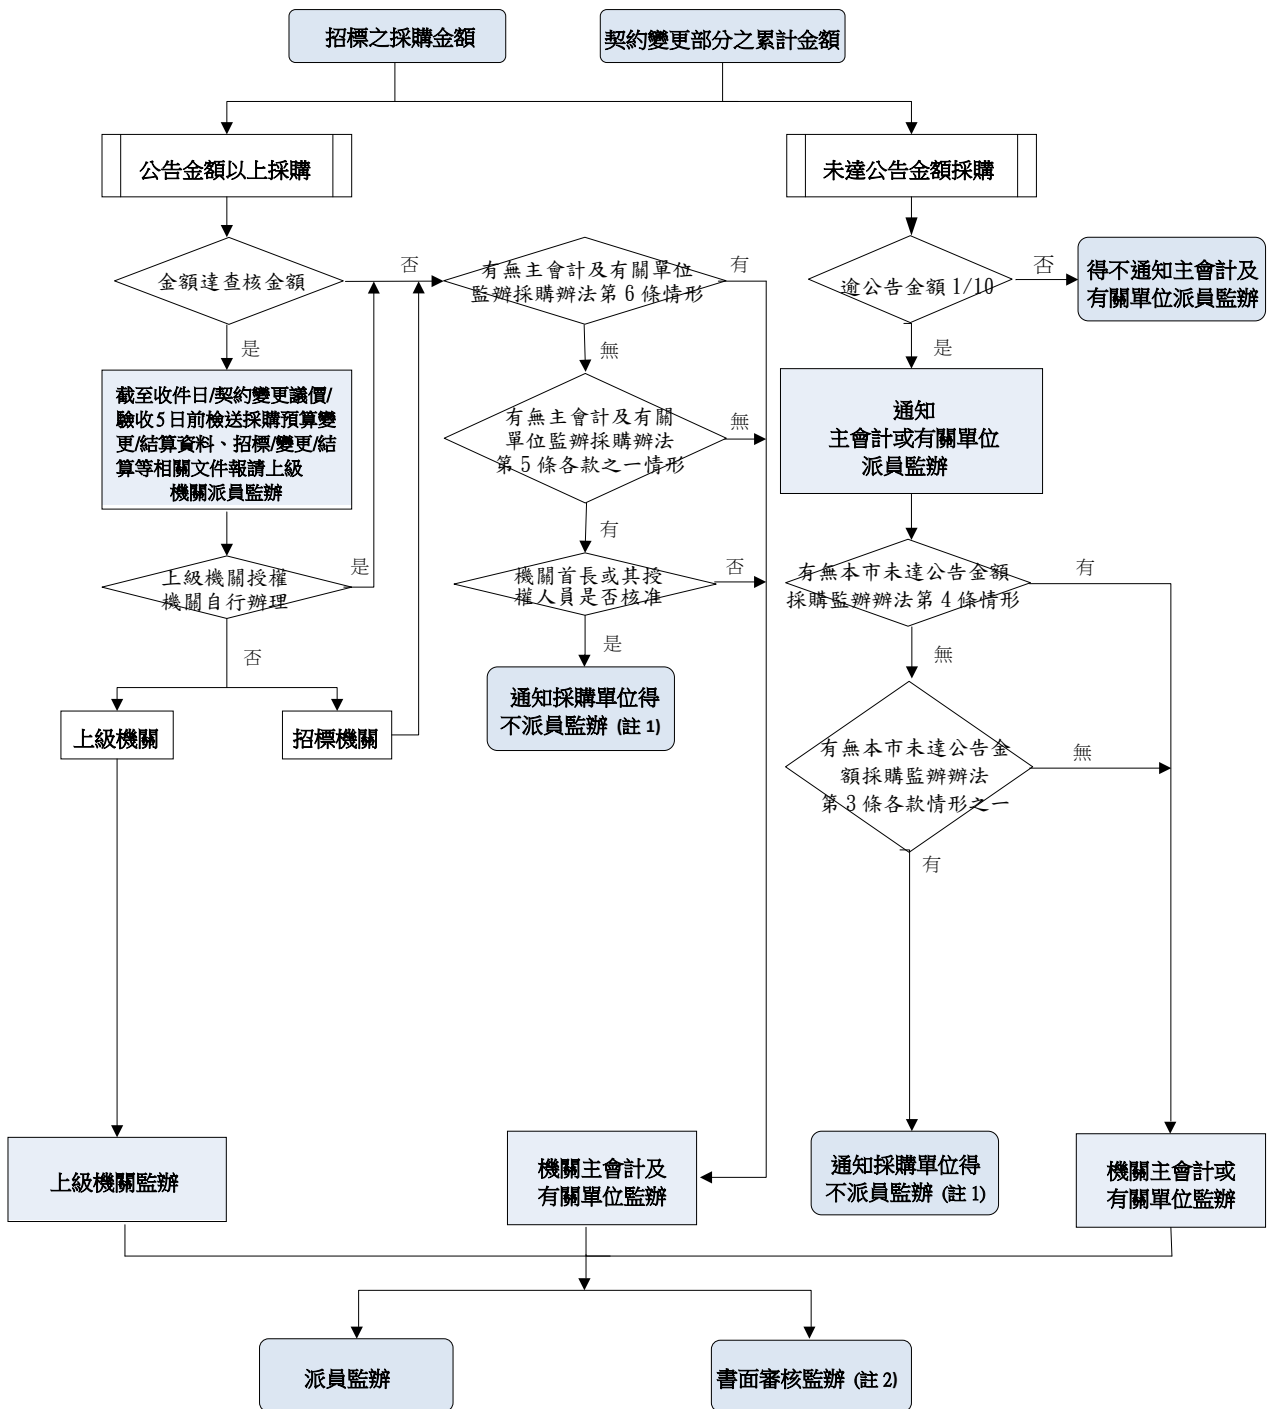 招標之採購金額
契約變更部分之累計金額
公告金額以上採購
未達公告金額採購
金額達查核金額
否
有無主會計及有關單位
監辦採購辦法第 6 條情形
有
逾公告金額 1/10
否
得不通知主會計及
有關單位派員監辦
是
無
是
截至收件日/契約變更議價/
驗收 5 日前檢送採購預算變
更/結算資料、招標/變更/結
算等相關文件報請上級
機關派員監辦
有無主會計及有關
單位監辦採購辦法
第 5 條各款之一情形
無
通知
主會計或有關單位
派員監辦
有
上級機關授權
機關自行辦理
是
機關首長或其授
權人員是否核准
否
有無本市未達公告金額
採購監辦辦法第 4 條情形
有
否
是
無
上級機關
招標機關
通知採購單位得
不派員監辦 (註 1)
有無本市未達公告金
額採購監辦辦法
第 3 條各款情形之一
無
有
上級機關監辦
機關主會計及
有關單位監辦
通知採購單位得
不派員監辦 (註 1)
機關主會計或
有關單位監辦
派員監辦
書面審核監辦 (註 2)